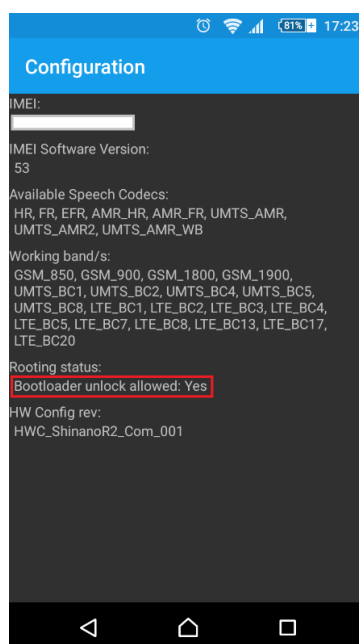 81% 17:23
Configuration
IMEI:
IMEI Software Version:
53
Available Speech Codecs:
HR, FR, EFR, AMR_HR, AMR_FR, UMTS_AMR,
UMTS_AMR2, UMTS_AMR_WB
Working band/s:
GSM_850, GSM_900, GSM_1800, GSM_1900,
UMTS_BC1, UMTS_BC2, UMTS_BC4, UMTS_BC5,
UMTS_BC8, LTE_BC1, LTE_BC2, LTE_BC3, LTE_BC4,
LTE_BC5, LTE_BC7, LTE_BC8, LTE_BC13, LTE_BC17,
LTE_BC20
Rooting status:
Bootloader unlock allowed: Yes
HW Config rev:
HWC_ShinanoR2_Com_001